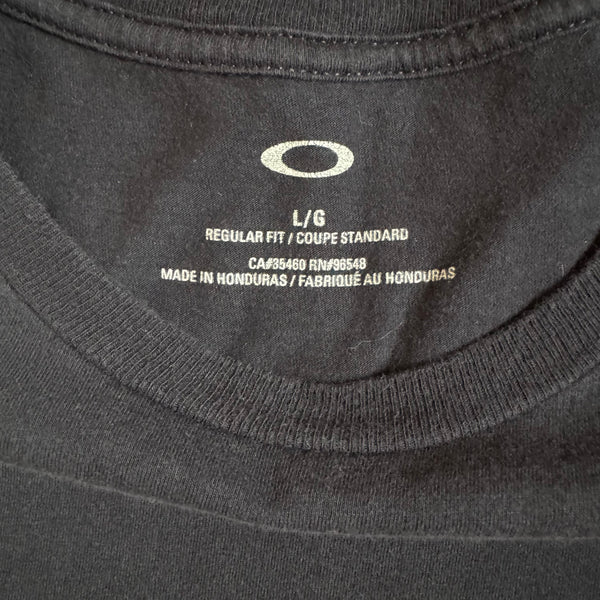 L/G
REGULAR FIT / COUPE STANDARD
CA#35460 RN#96548
MADE IN HONDURAS / FABRIQUÉ AU HONDURAS